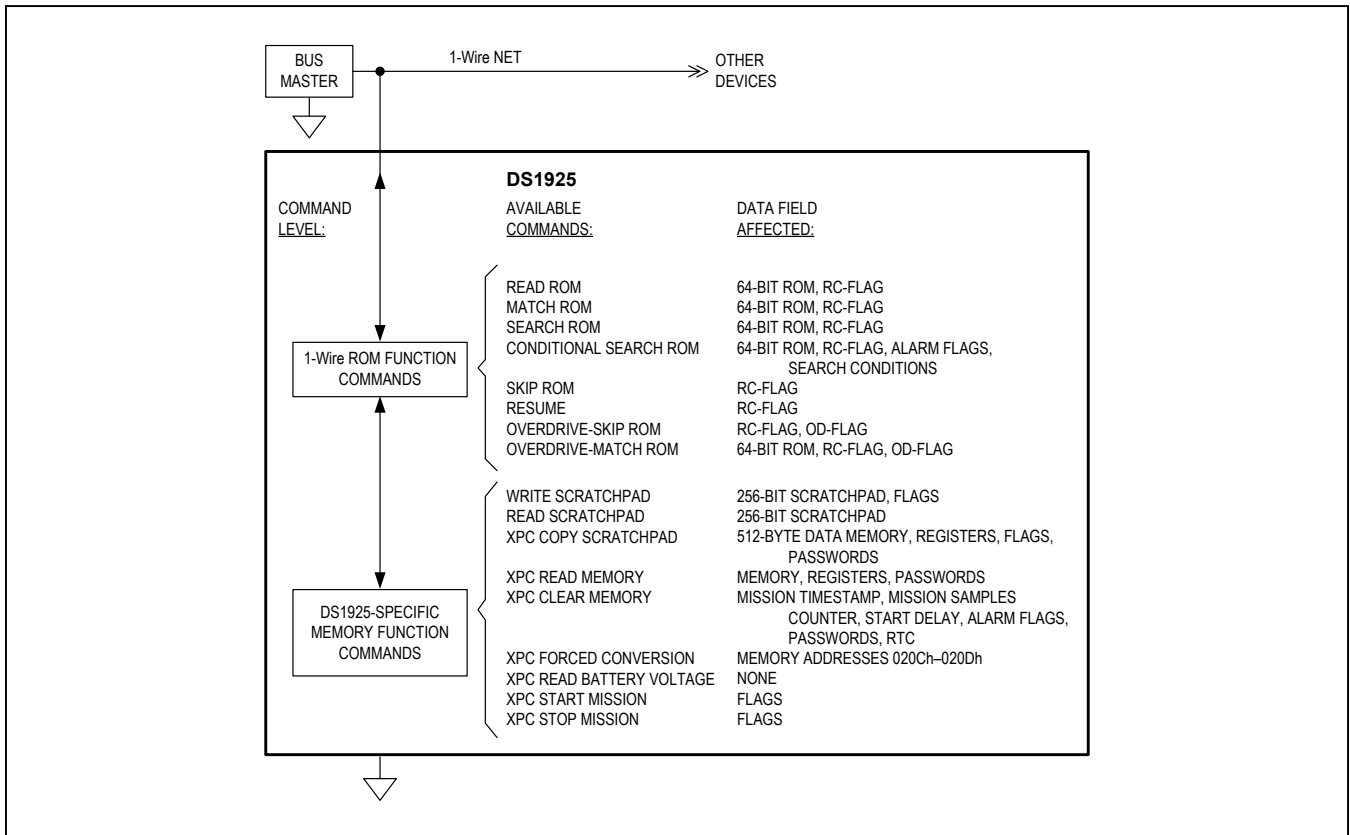 BUS
MASTER
1-Wire NET
OTHER
DEVICES
DS1925
COMMAND
LEVEL:
AVAILABLE
COMMANDS:
DATA FIELD
AFFECTED:
1-Wire ROM FUNCTION
COMMANDS
READ ROM 64-BIT ROM, RC-FLAG
MATCH ROM 64-BIT ROM, RC-FLAG
SEARCH ROM 64-BIT ROM, RC-FLAG
CONDITIONAL SEARCH ROM 64-BIT ROM, RC-FLAG, ALARM FLAGS,
SEARCH CONDITIONS
SKIP ROM RC-FLAG
RESUME RC-FLAG
OVERDRIVE-SKIP ROM RC-FLAG, OD-FLAG
OVERDRIVE-MATCH ROM 64-BIT ROM, RC-FLAG, OD-FLAG
DS1925-SPECIFIC
MEMORY FUNCTION
COMMANDS
WRITE SCRATCHPAD 256-BIT SCRATCHPAD, FLAGS
READ SCRATCHPAD 256-BIT SCRATCHPAD
XPC COPY SCRATCHPAD 512-BYTE DATA MEMORY, REGISTERS, FLAGS,
PASSWORDS
XPC READ MEMORY MEMORY, REGISTERS, PASSWORDS
XPC CLEAR MEMORY MISSION TIMESTAMP, MISSION SAMPLES
COUNTER, START DELAY, ALARM FLAGS,
PASSWORDS, RTC
XPC FORCED CONVERSION MEMORY ADDRESSES 020Ch–020Dh
XPC READ BATTERY VOLTAGE NONE
XPC START MISSION FLAGS
XPC STOP MISSION FLAGS